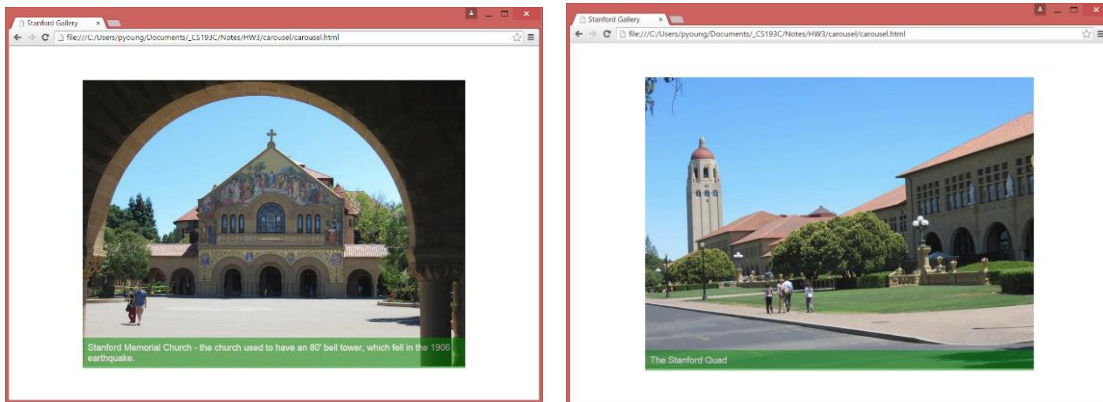 Stanford Gallery
file:///C:/Users/pyoung/Documents/_CS193C/Notes/HW3/carousel/carousel.html
Stanford Memorial Church - the church used to have an 80' bell tower, which fell in the 1906
earthquake.
Stanford Gallery
file:///C:/Users/pyoung/Documents/_CS193C/Notes/HW3/carousel/carousel.html
The Stanford Quad